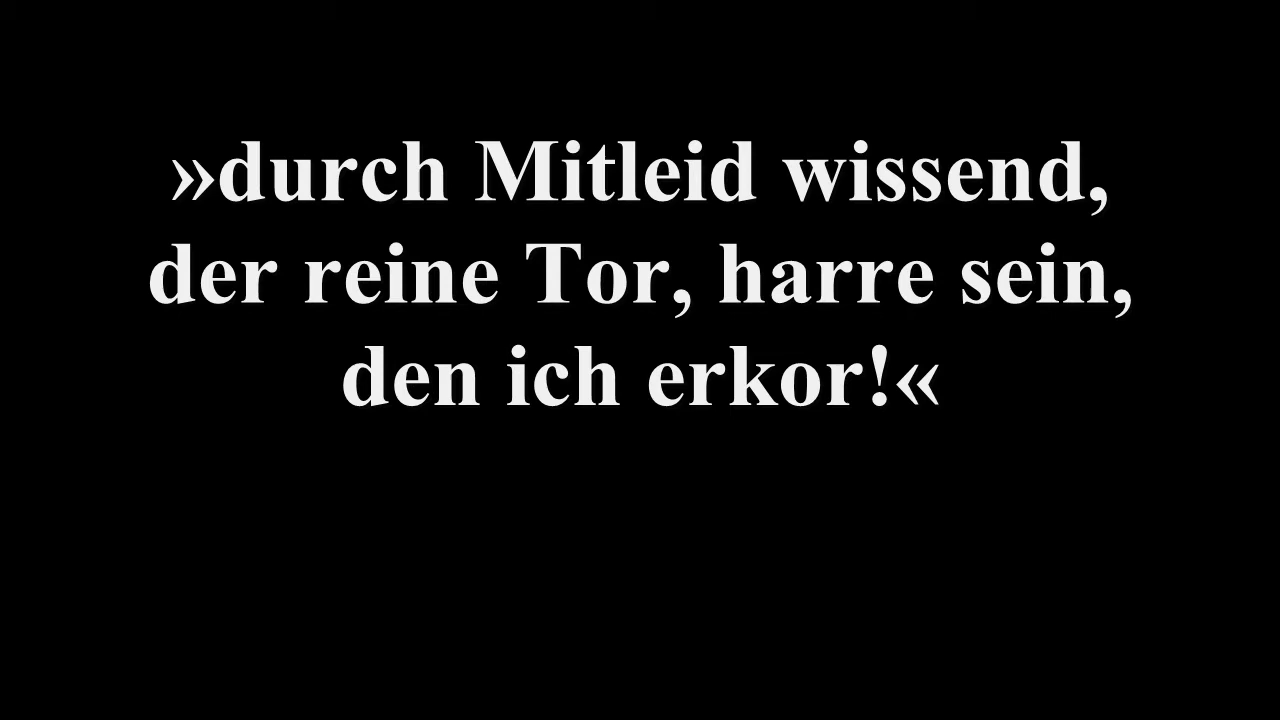 »durch Mitleid wissend,
der reine Tor, harre sein,
den ich erkor!«